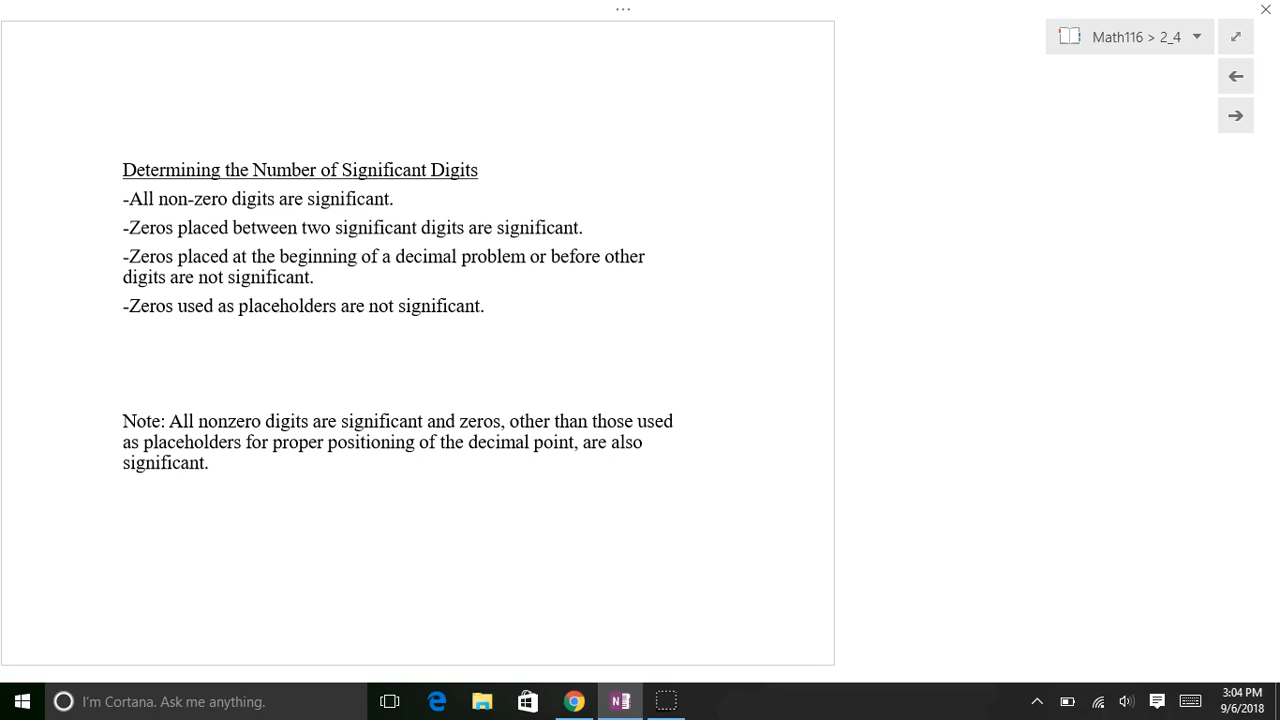 ...
Math116 > 2_4
Determining the Number of Significant Digits
-All non-zero digits are significant.
-Zeros placed between two significant digits are significant.
-Zeros placed at the beginning of a decimal problem or before other
digits are not significant.
-Zeros used as placeholders are not significant.
Note: All nonzero digits are significant and zeros, other than those used
as placeholders for proper positioning of the decimal point, are also
significant.
I'm Cortana. Ask me anything.
N
3:04 PM
9/6/2018